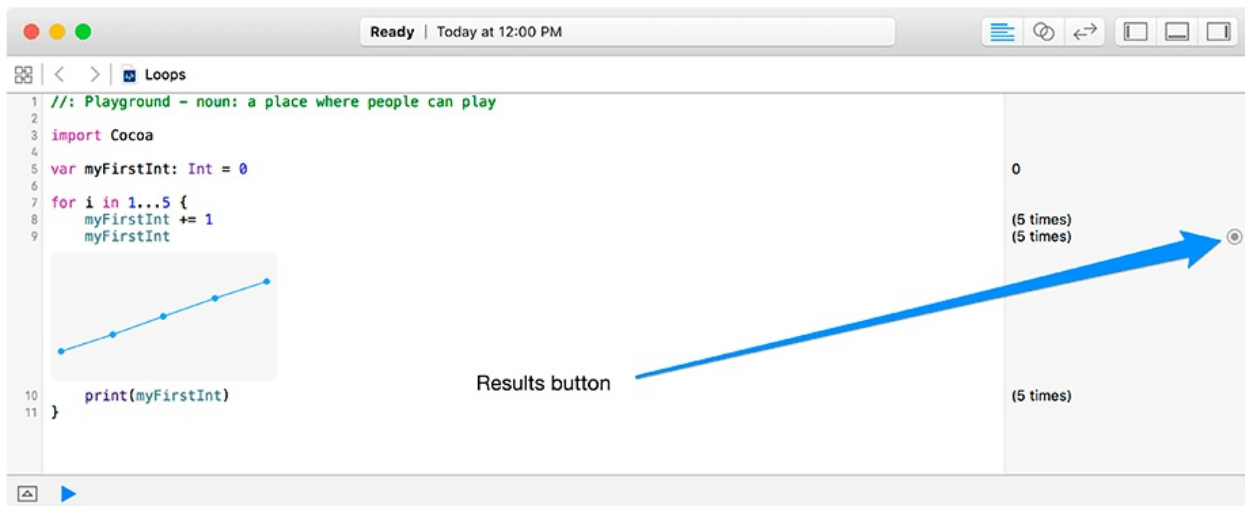 Ready | Today at 12:00 PM
Loops
1 //: Playground – noun: a place where people can play
2
3 import Cocoa
4
5 var myFirstInt: Int = 0 0
6
7 for i in 1...5 {
8 myFirstInt += 1 (5 times)
9 myFirstInt (5 times)
Results button
10 print(myFirstInt) (5 times)
11 }